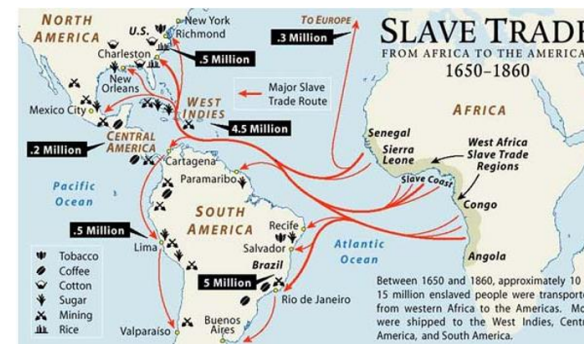 NORTH
AMERICA
U.S.
New York
Richmond
TO EUROPE
.3 Million
SLAVE TRADE
FROM AFRICA TO THE AMERICA
1650–1860
Charleston
.5 Million
New
Orleans
Major Slave
Trade Route
Mexico City
WEST
INDIES
4.5 Million
AFRICA
.2 Million
CENTRAL
AMERICA
Senegal
Sierra
Leone
West Africa
Slave Trade
Regions
Cartagena
Paramaribo
Slave Coast
Pacific
Ocean
Congo
SOUTH
AMERICA
.5 Million
Lima
Recife
Salvador
Atlantic
Ocean
Angola
Brazil
5 Million
Rio de Janeiro
Tobacco
Coffee
Cotton
Sugar
Mining
Rice
Valparaíso
Buenos
Aires
Between 1650 and 1860, approximately 10
15 million enslaved people were transporte
from western Africa to the Americas. Mo
were shipped to the West Indies, Centr
America, and South America.